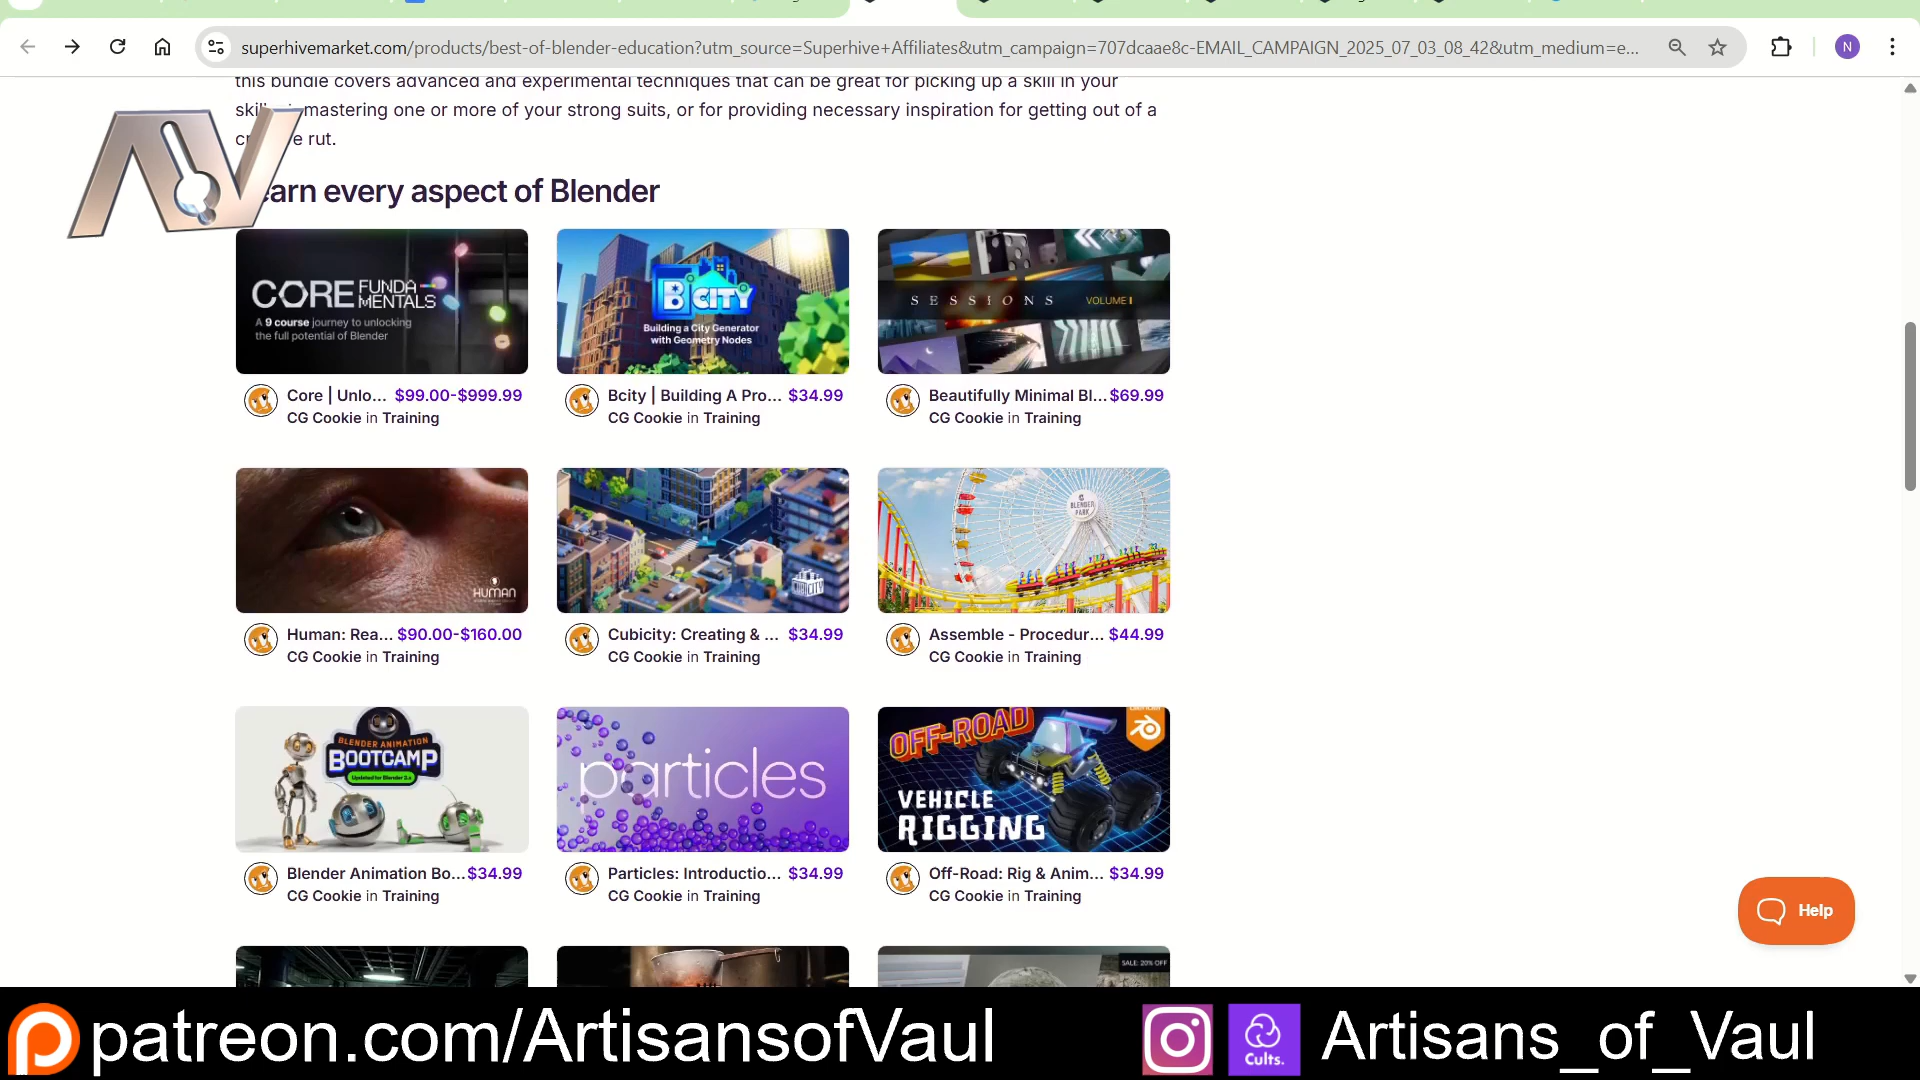 superhivemarket.com/products/best-of-blender-education?utm_source=Superhive+Affiliates&utm_campaign=707dcaae8c-EMAIL_CAMPAIGN_2025_07_03_08_42&utm_medium=e...
N
this bundle covers advanced and experimental techniques that can be great for picking up a skill in your
mastering one or more of your strong suits, or for providing necessary inspiration for getting out of a
rut.
every aspect of Blender
CORE FUNDA-
MENTALS
A 9 course journey to unlocking
the full potential of Blender
BCITY
Building a City Generator
with Geometry Nodes
SESSIONS VOLUME I
Core | Unlo... $99.00-$999.99
CG Cookie in Training
Bcity | Building A Pro... $34.99
CG Cookie in Training
Beautifully Minimal Bl... $69.99
CG Cookie in Training
HUMAN
CUBICITY
BLENDER
PARK
Human: Rea... $90.00-$160.00
CG Cookie in Training
Cubicity: Creating & ... $34.99
CG Cookie in Training
Assemble - Procedur... $44.99
CG Cookie in Training
BLENDER ANIMATION
BOOTCAMP
particles
OFF-ROAD
VEHICLE
RIGGING
Blender Animation Bo... $34.99
CG Cookie in Training
Particles: Introductio... $34.99
CG Cookie in Training
Off-Road: Rig & Anim... $34.99
CG Cookie in Training
SALE: 20% OFF
Help
patreon.com/ArtisansofVaul
Cults.
Artisans_of_Vaul